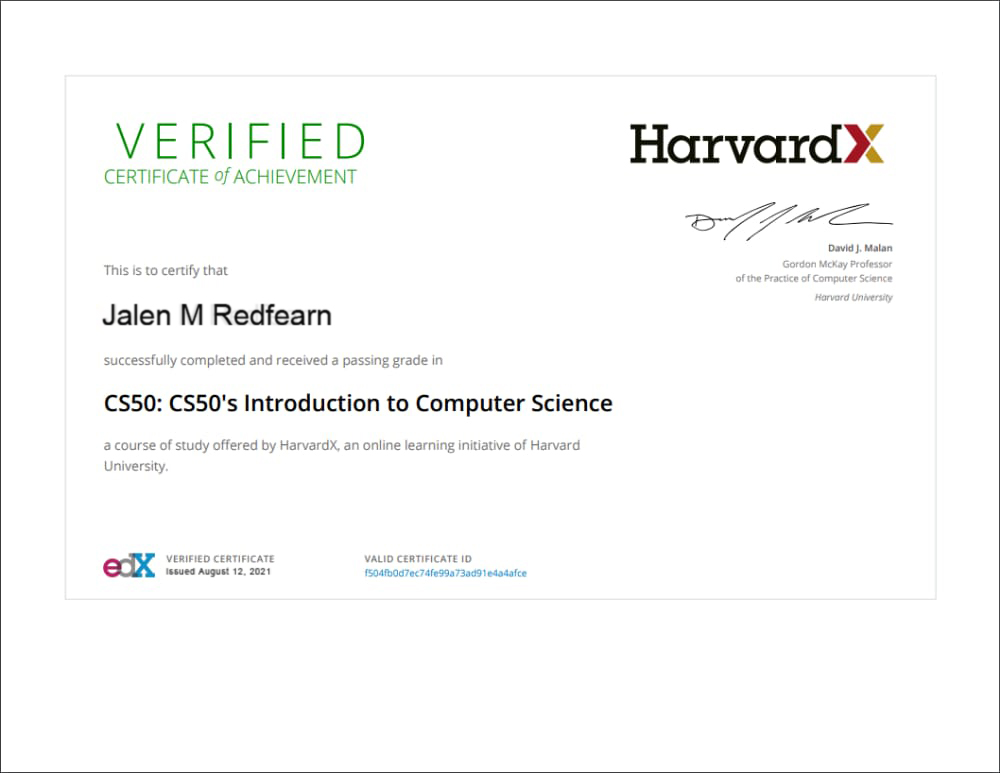 VERIFIED
CERTIFICATE of ACHIEVEMENT
HarvardX
David J. Malan
Gordon McKay Professor
of the Practice of Computer Science
Harvard University
This is to certify that
Jalen M Redfearn
successfully completed and received a passing grade in
CS50: CS50's Introduction to Computer Science
a course of study offered by HarvardX, an online learning initiative of Harvard
University.
edX
VERIFIED CERTIFICATE
Issued August 12, 2021
VALID CERTIFICATE ID
f504fb0d7ec74fe99a73ad91e4a4afce